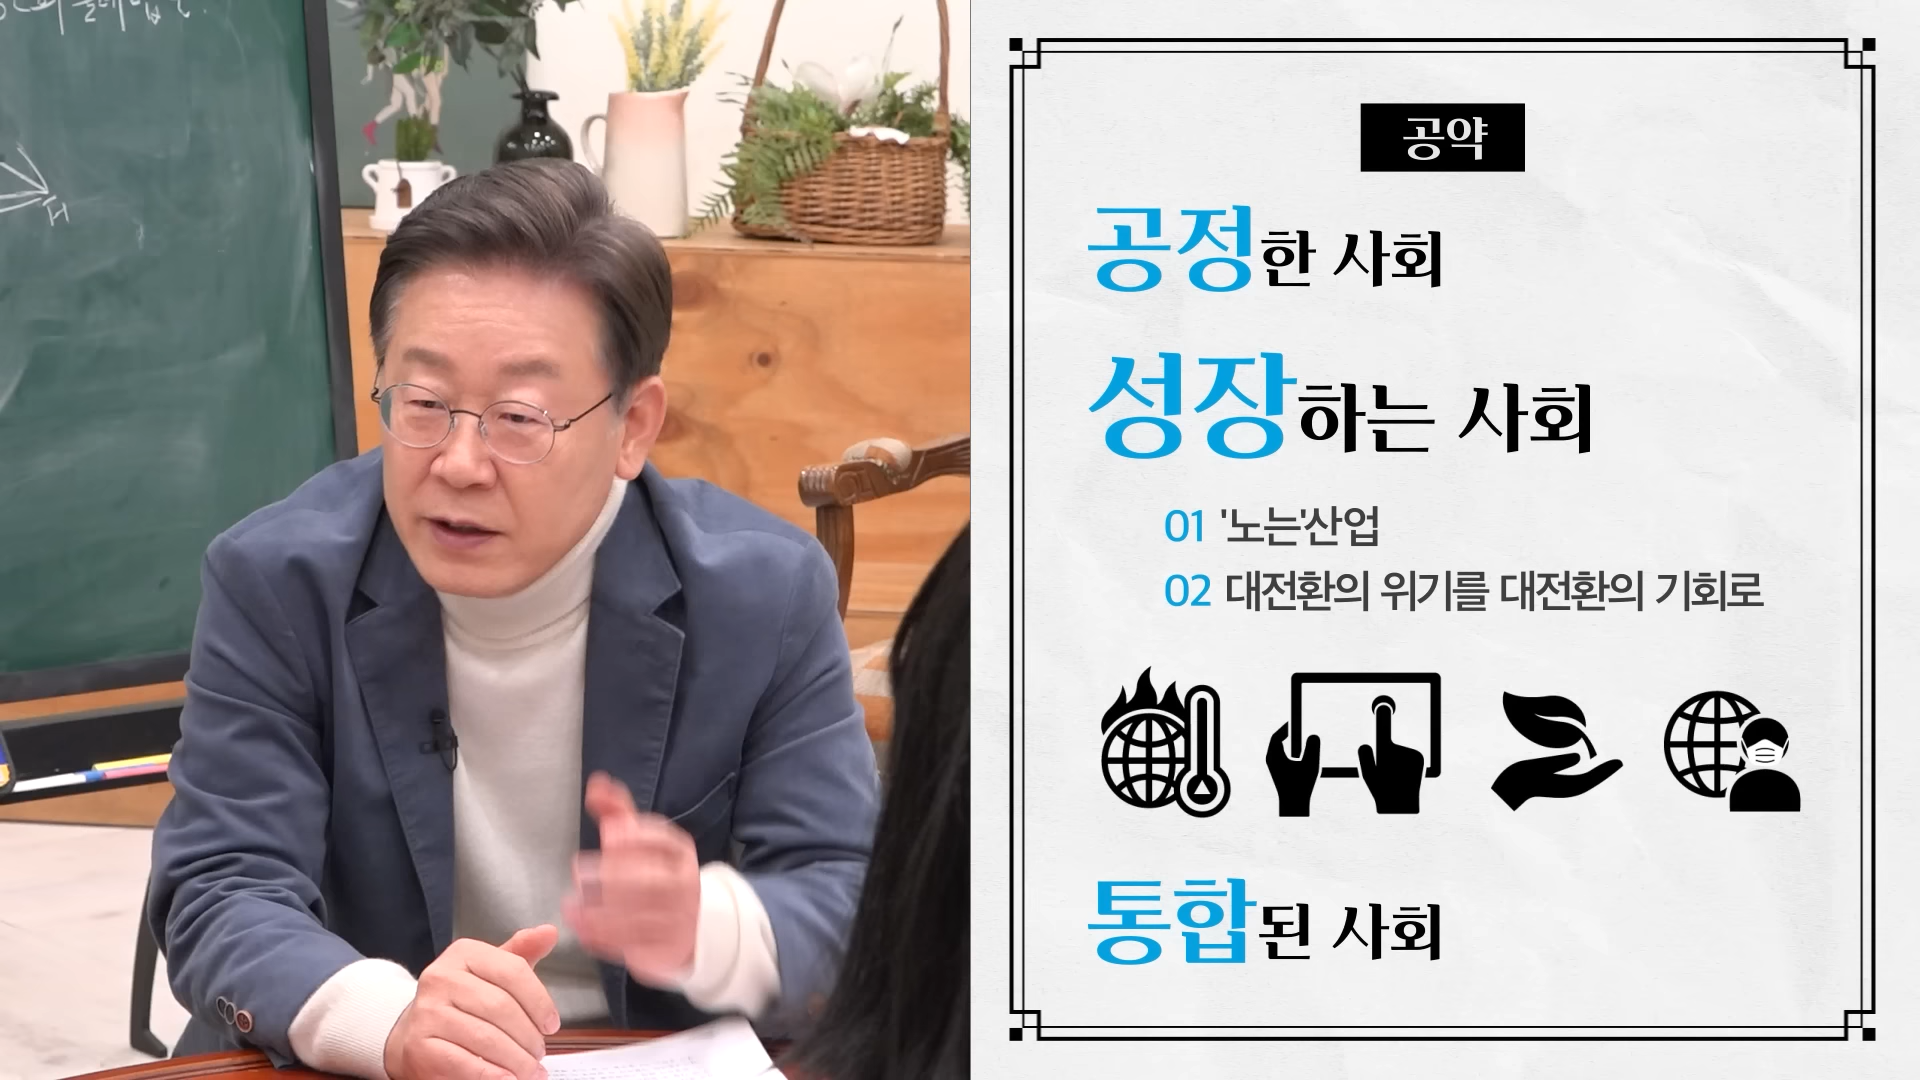 공약
공정한 사회
성장하는 사회
01 '노는'산업
02 대전환의 위기를 대전환의 기회로
통합된 사회